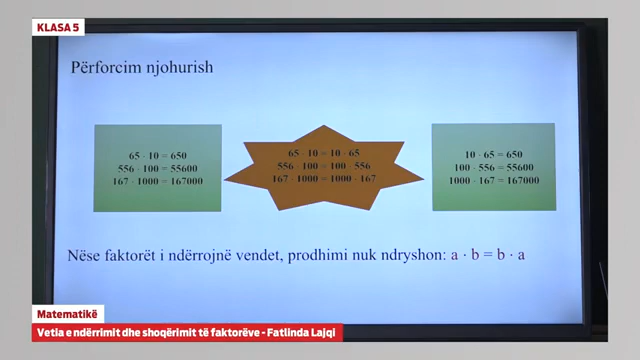 KLASA 5
Përforcim njohurish
65 · 10 = 650
556 · 100 = 55600
167 · 1000 = 167000
65 · 10 = 10 · 65
556 · 100 = 100 · 556
167 · 1000 = 1000 · 167
10 · 65 = 650
100 · 556 = 55600
1000 · 167 = 167000
Nëse faktorët i ndërrojnë vendet, prodhimi nuk ndryshon: a · b = b · a
Matematikë
Vetia e ndërrimit dhe shoqërimit të faktorëve - Fatlinda Lajqi